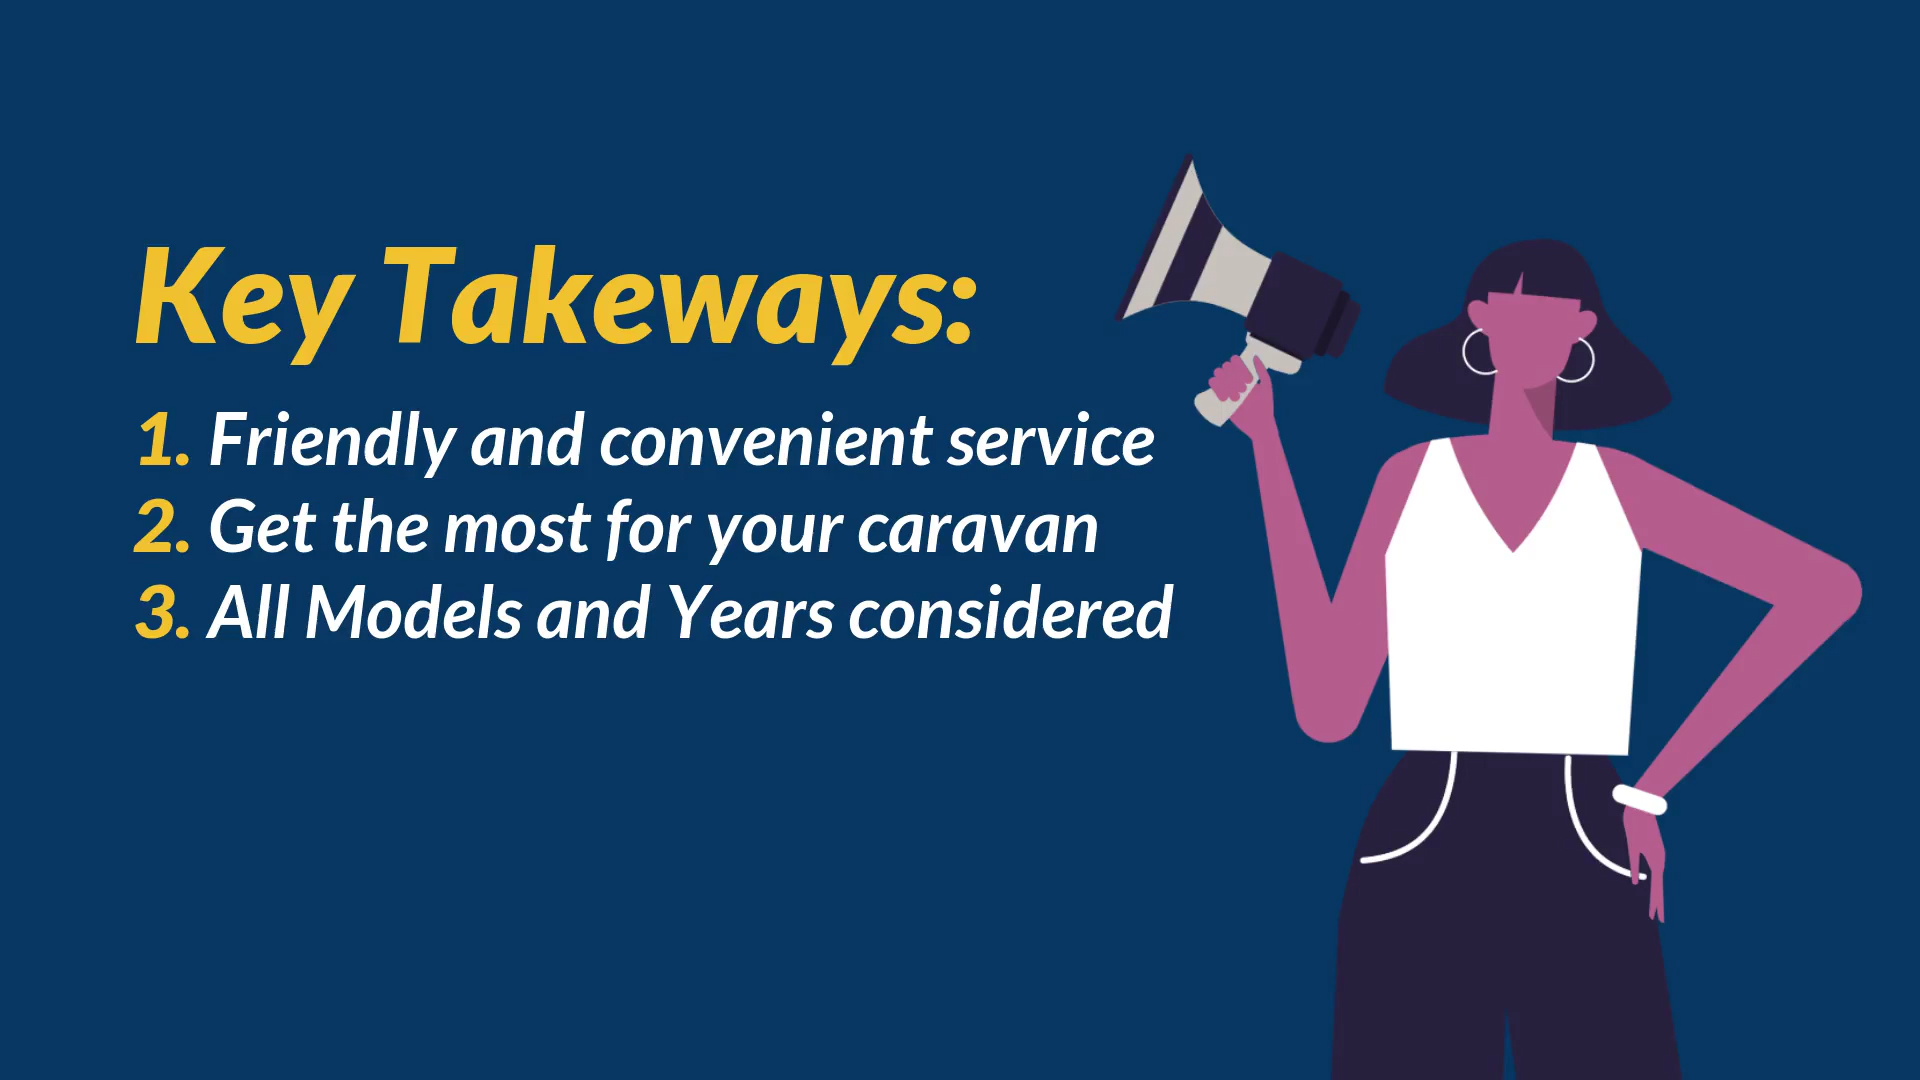 Key Takeways:
1. Friendly and convenient service
2. Get the most for your caravan
3. All Models and Years considered